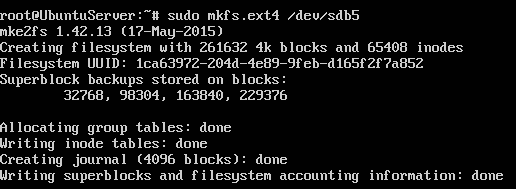 root@UbuntuServer:~# sudo mkfs.ext4 /dev/sdb5
mke2fs 1.42.13 (17-May-2015)
Creating filesystem with 261632 4k blocks and 65408 inodes
Filesystem UUID: 1ca63972-204d-4e89-9feb-d165f2f7a852
Superblock backups stored on blocks:
        32768, 98304, 163840, 229376

Allocating group tables: done
Writing inode tables: done
Creating journal (4096 blocks): done
Writing superblocks and filesystem accounting information: done